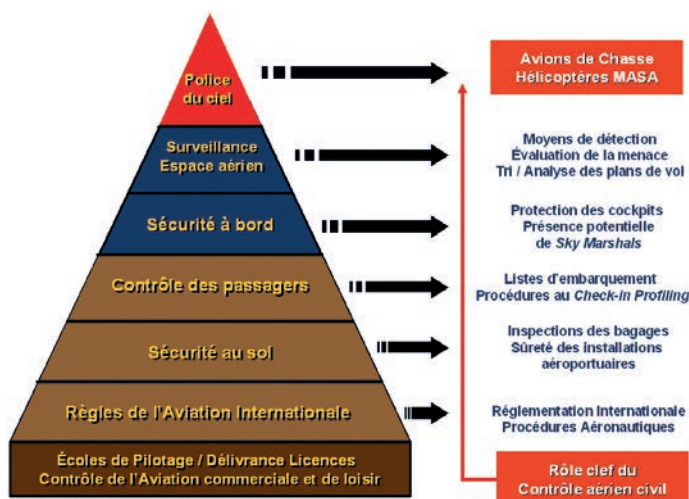 Police
du ciel
Avions de Chasse
Hélicoptères MASA
Surveillance
Espace aérien
Moyens de détection
Évaluation de la menace
Tri / Analyse des plans de vol
Sécurité à bord
Protection des cockpits
Présence potentielle
de Sky Marshals
Contrôle des passagers
Listes d'embarquement
Procédures au Check-in Profiling
Sécurité au sol
Inspections des bagages
Sûreté des installations
aéroportuaires
Règles de l'Aviation Internationale
Réglementation Internationale
Procédures Aéronautiques
Écoles de Pilotage / Délivrance Licences
Contrôle de l'Aviation commerciale et de loisir
Rôle clef du
Contrôle aérien civil